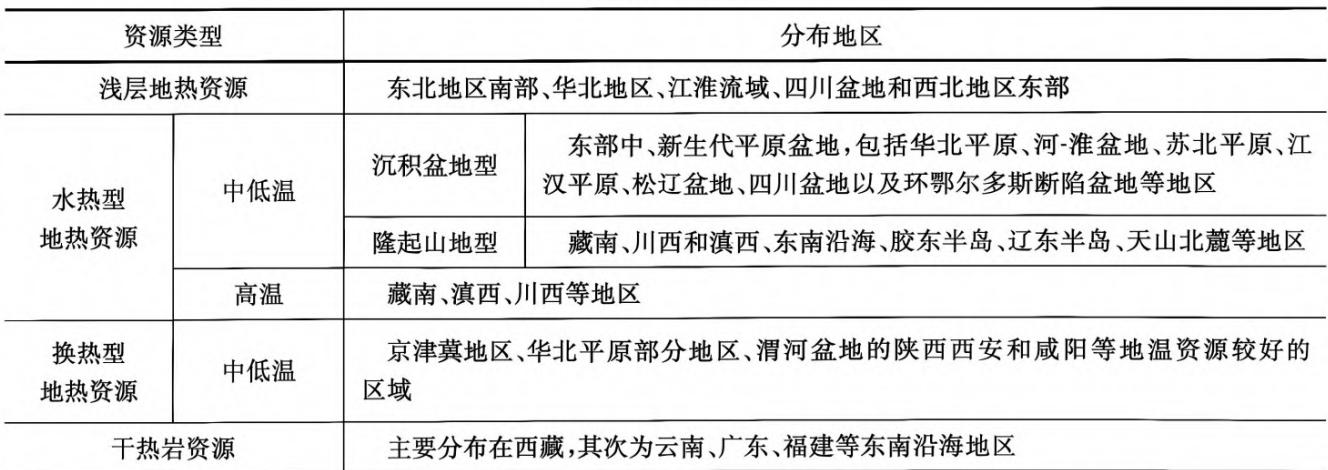 资源类型 分布地区
浅层地热资源 东北地区南部、华北地区、江淮流域、四川盆地和西北地区东部
水热型
地热资源
中低温
沉积盆地型
东部中、新生代平原盆地,包括华北平原、河-淮盆地、苏北平原、江
汉平原、松辽盆地、四川盆地以及环鄂尔多斯断陷盆地等地区
隆起山地型 藏南、川西和滇西、东南沿海、胶东半岛、辽东半岛、天山北麓等地区
高温 藏南、滇西、川西等地区
换热型
地热资源
中低温
京津冀地区、华北平原部分地区、渭河盆地的陕西西安和咸阳等地温资源较好的
区域
干热岩资源 主要分布在西藏,其次为云南、广东、福建等东南沿海地区